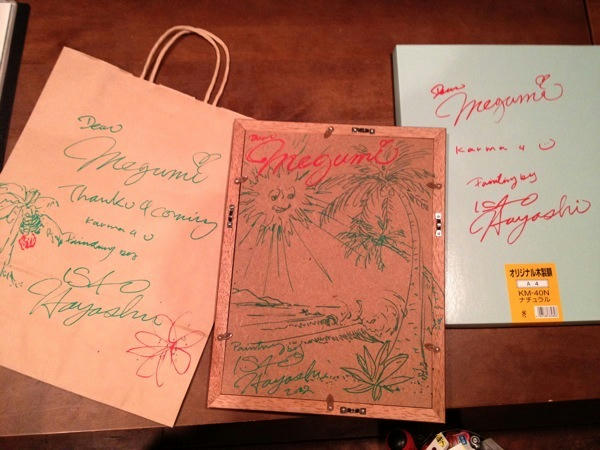 Dear
Megumi
Thank U 4 coming
Karma 4 U
Painting by
ISAO
Hayashi
Dear
Megumi
Painting by
ISAO
Hayashi
Dear
Megumi
Karma 4 U
Painting by
ISAO
Hayashi
オリジナル木製額
A4
KM-40N
ナチュラル